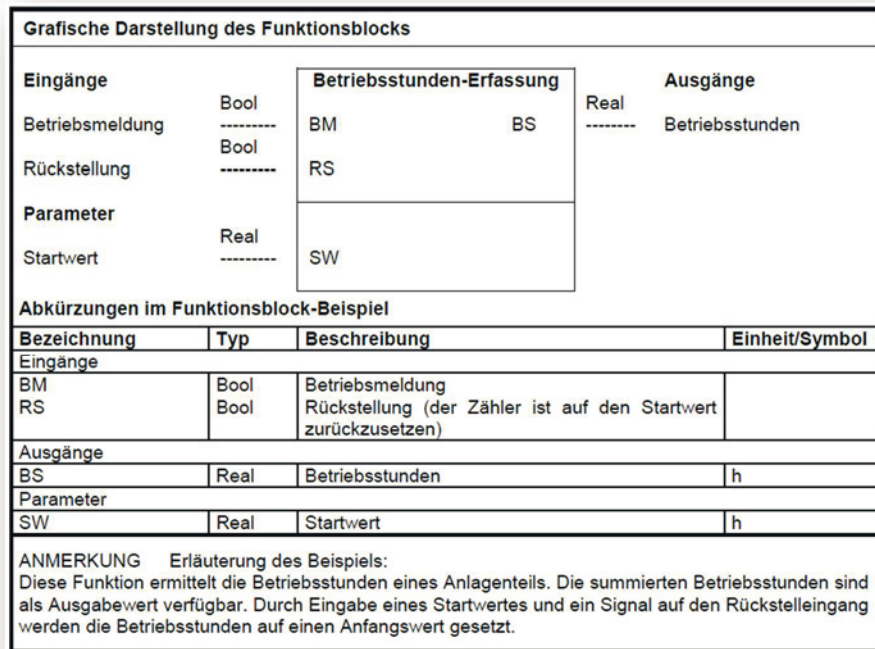 Grafische Darstellung des Funktionsblocks
Eingänge Betriebsstunden-Erfassung Ausgänge
Bool Real
Betriebsmeldung --------- BM BS -------- Betriebsstunden
Bool
Rückstellung --------- RS
Parameter
Real
Startwert --------- SW
Abkürzungen im Funktionsblock-Beispiel
Bezeichnung Typ Beschreibung Einheit/Symbol
Eingänge
BM Bool Betriebsmeldung
RS Bool Rückstellung (der Zähler ist auf den Startwert
zurückzusetzen)
Ausgänge
BS Real Betriebsstunden h
Parameter
SW Real Startwert h
ANMERKUNG Erläuterung des Beispiels:
Diese Funktion ermittelt die Betriebsstunden eines Anlagenteils. Die summierten Betriebsstunden sind
als Ausgabewert verfügbar. Durch Eingabe eines Startwertes und ein Signal auf den Rückstelleingang
werden die Betriebsstunden auf einen Anfangswert gesetzt.